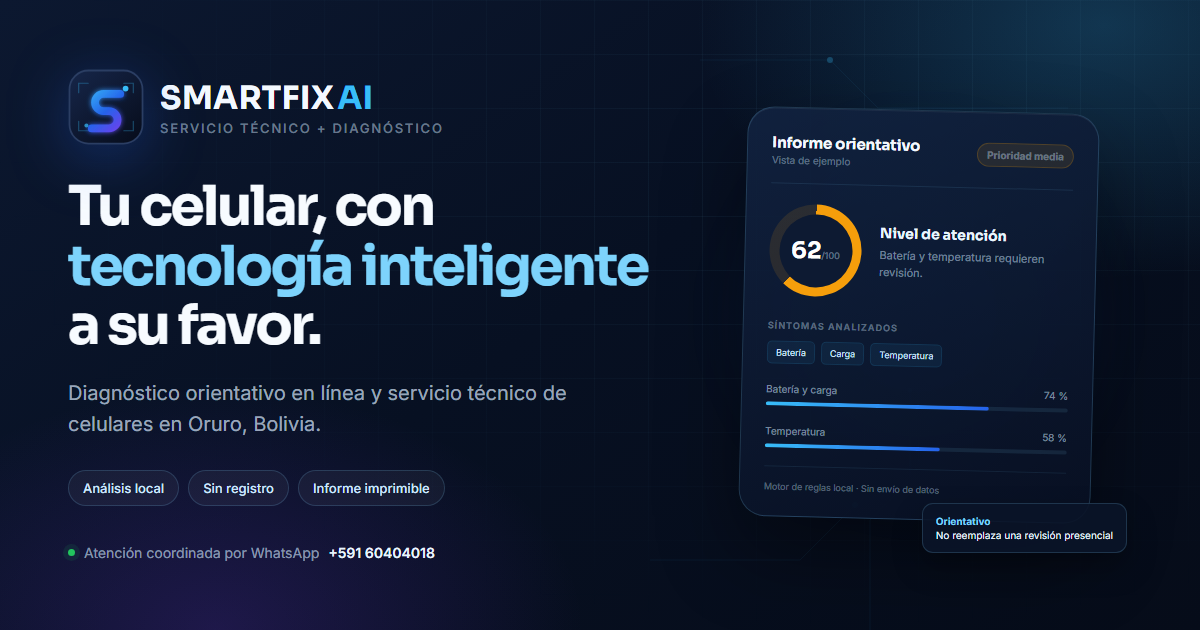 SMARTFIX AI
SERVICIO TÉCNICO + DIAGNÓSTICO
Tu celular, con
tecnología inteligente
a su favor.
Diagnóstico orientativo en línea y servicio técnico de
celulares en Oruro, Bolivia.
Análisis local
Sin registro
Informe imprimible
Atención coordinada por WhatsApp +591 60404018
Informe orientativo
Vista de ejemplo
Prioridad media
62/100
Nivel de atención
Batería y temperatura requieren
revisión.
SÍNTOMAS ANALIZADOS
Batería
Carga
Temperatura
Batería y carga 74 %
Temperatura 58 %
Motor de reglas local · Sin envío de datos
Orientativo
No reemplaza una revisión presencial